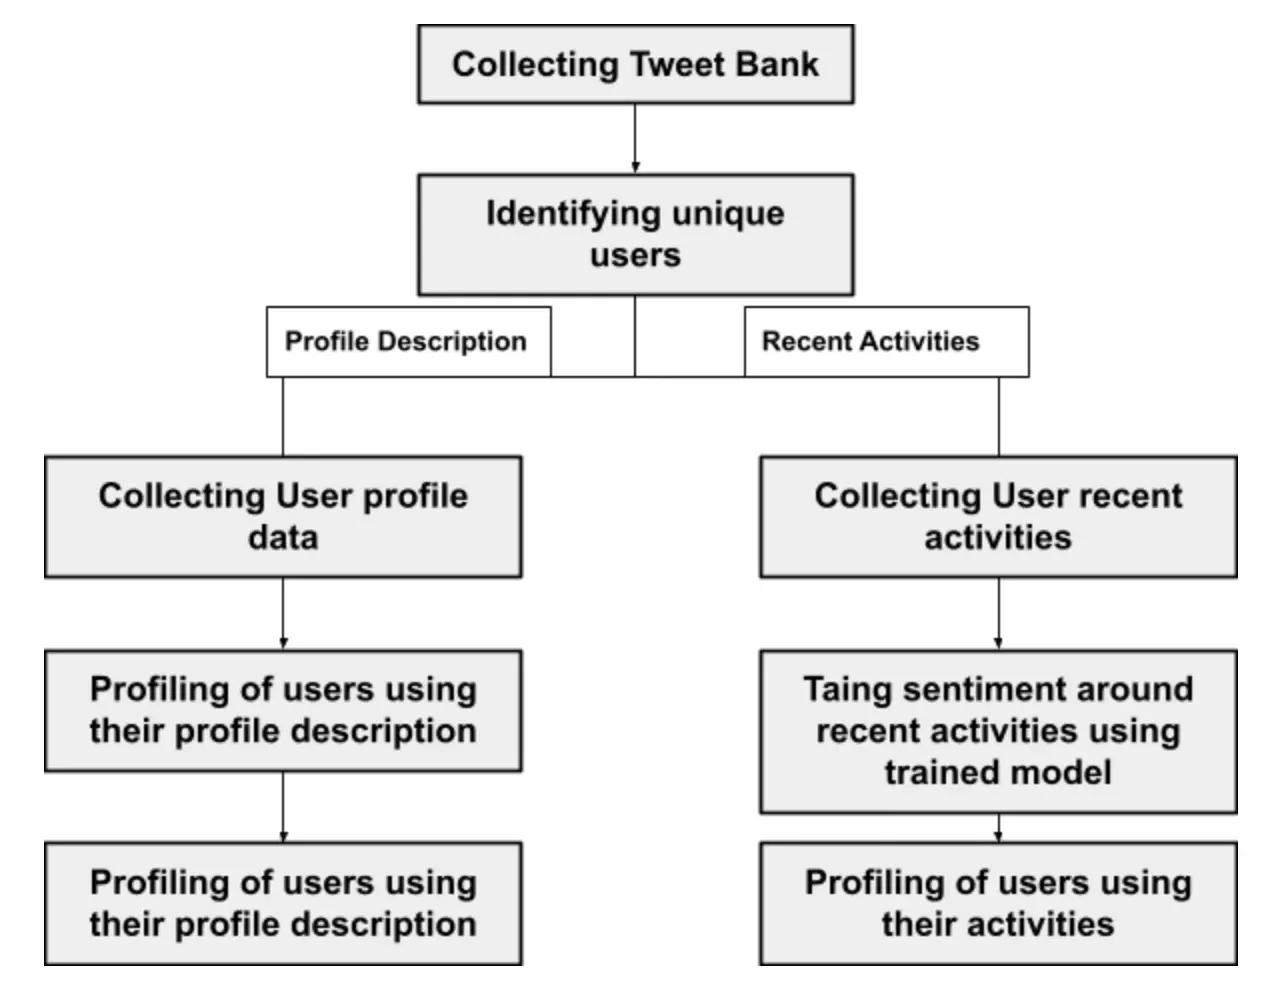 Collecting Tweet Bank
Identifying unique
users
Profile Description
Recent Activities
Collecting User profile
data
Collecting User recent
activities
Profiling of users using
their profile description
Taing sentiment around
recent activities using
trained model
Profiling of users using
their profile description
Profiling of users using
their activities